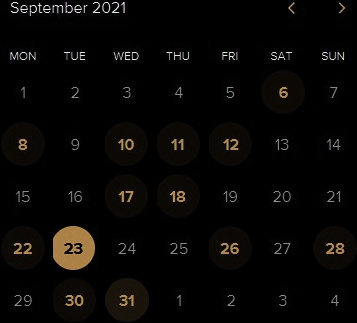 September 2021 < >
MON TUE WED THU FRI SAT SUN
1 2 3 4 5 6 7
8 9 10 11 12 13 14
15 16 17 18 19 20 21
22 23 24 25 26 27 28
29 30 31 1 2 3 4